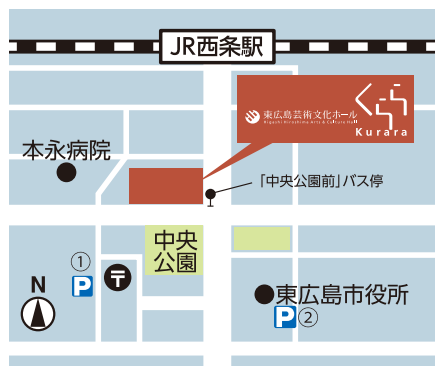 JR西条駅
東広島芸術文化ホール
Higashi Hiroshima Arts & Culture Hall
くらら
Kurara
本永病院
「中央公園前」バス停
中央
公園
①
P
〒
N
東広島市役所
P②